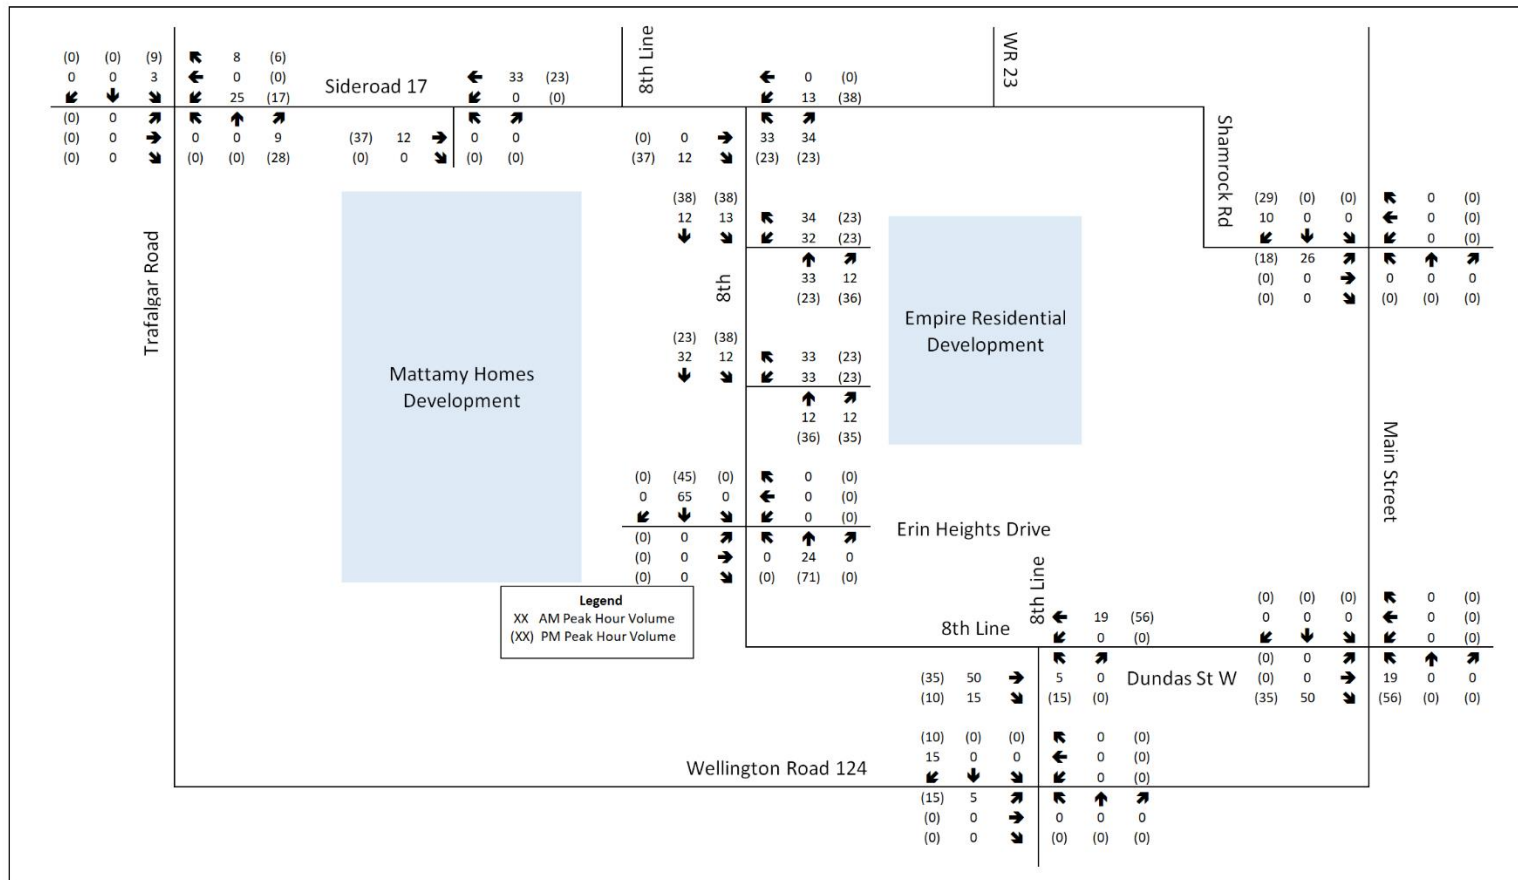 (0) (0) (9) 8 (6)
0 0 3 0 (0)
25 (17)
(0) 0
(0) 0 0 0 9
(0) 0 (0) (0) (28)
Sideroad 17
33 (23)
0 (0)
(37) 12 0 0
(0) 0 (0) (0)
8th Line
0 (0)
13 (38)
(0) 0 33 34
(37) 12 (23) (23)
WR 23
Shamrock Rd
(29) (0) (0) 0 (0)
10 0 0 0 (0)
0 (0)
(18) 26
(0) 0 0 0 0
(0) 0 (0) (0) (0)
(38) (38)
12 13 34 (23)
32 (23)
33 12
(23) (36)
Trafalgar Road
8th
Mattamy Homes
Development
Empire Residential
Development
(23) (38)
32 12 33 (23)
33 (23)
12 12
(36) (35)
Main Street
(0) (45) (0) 0 (0)
0 65 0 0 (0)
0 (0)
(0) 0
(0) 0 0 24 0
(0) 0 (0) (71) (0)
Erin Heights Drive
Legend
XX AM Peak Hour Volume
(XX) PM Peak Hour Volume
8th Line
8th Line
19 (56)
0 (0)
(35) 50 5 0
(10) 15 (15) (0)
Dundas St W
(0) (0) (0) 0 (0)
0 0 0 0 (0)
0 (0)
(0) 0
(0) 0 19 0 0
(35) 50 (56) (0) (0)
Wellington Road 124
(10) (0) (0) 0 (0)
15 0 0 0 (0)
0 (0)
(15) 5
(0) 0 0 0 0
(0) 0 (0) (0) (0)